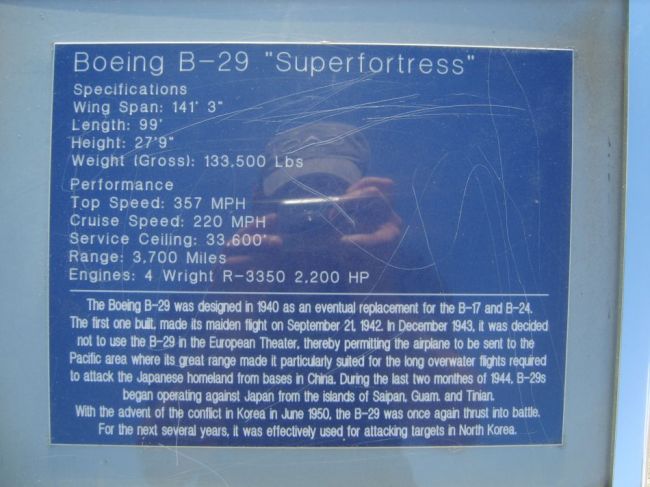 Boeing B-29 "Superfortress"
Specifications
Wing Span: 141' 3"
Length: 99'
Height: 27'9"
Weight (Gross): 133,500 Lbs
Performance
Top Speed: 357 MPH
Cruise Speed: 220 MPH
Service Ceiling: 33,600'
Range: 3,700 Miles
Engines: 4 Wright R-3350 2,200 HP
The Boeing B-29 was designed in 1940 as an eventual replacement for the B-17 and B-24.
The first one built, made its maiden flight on September 21, 1942. In December 1943, it was decided
not to use the B-29 in the European Theater, thereby permitting the airplane to be sent to the
Pacific area where its great range made it particularly suited for the long overwater flights required
to attack the Japanese homeland from bases in China. During the last two monthes of 1944, B-29s
began operating against Japan from the islands of Saipan, Guam, and Tinian.
With the advent of the conflict in Korea in June 1950, the B-29 was once again thrust into battle.
For the next several years, it was effectively used for attacking targets in North Korea.